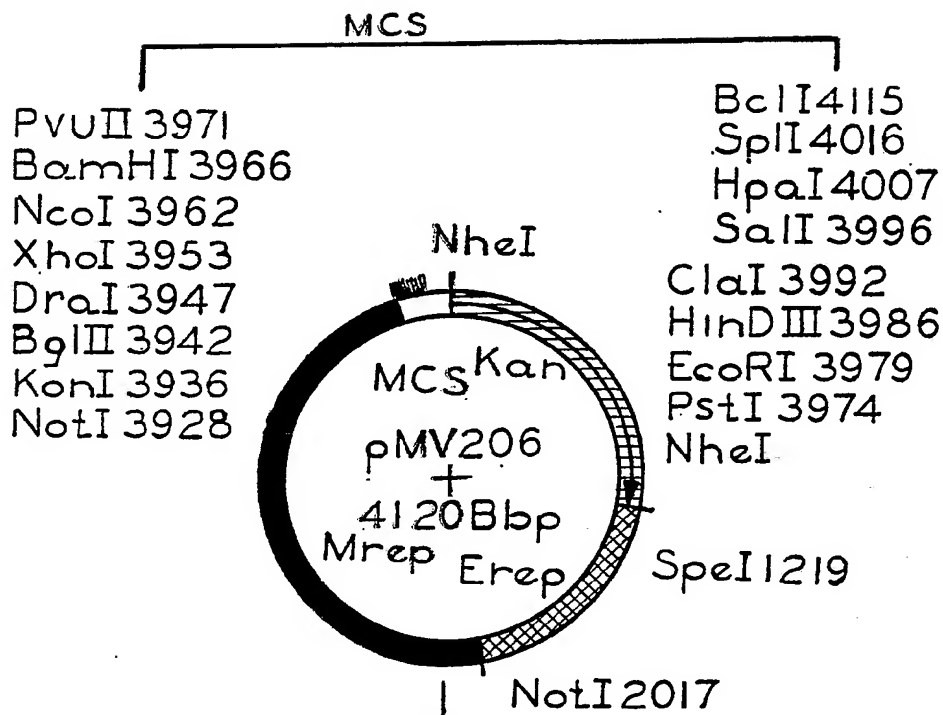 MCS
PvuII 3971
BamHI 3966
NcoI 3962
XhoI 3953
DraI 3947
BglII 3942
KonI 3936
NotI 3928
BclI 4115
SplI 4016
HpaI 4007
SalI 3996
ClaI 3992
HinDIII 3986
EcoRI 3979
PstI 3974
NheI
NheI
Kan
MCS
pMV206
+
4120Bbp
Mrep
Erep
SpeI 1219
NotI 2017